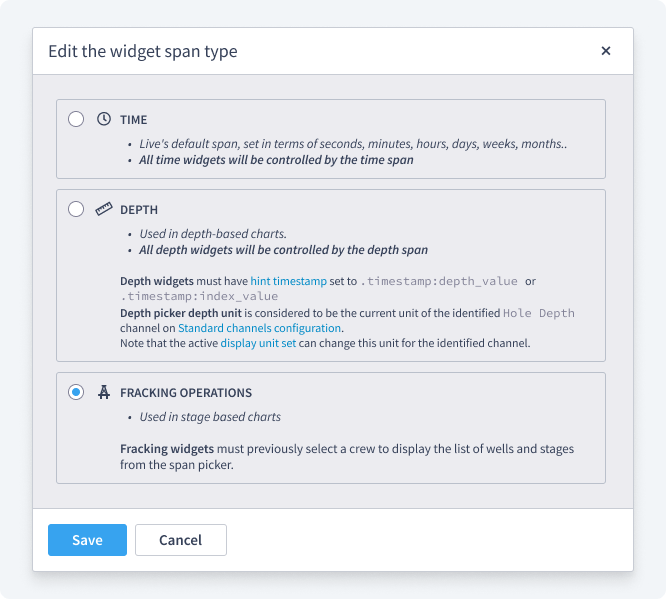 Edit the widget span type
TIME
• Live's default span, set in terms of seconds, minutes, hours, days, weeks, months..
• All time widgets will be controlled by the time span
DEPTH
• Used in depth-based charts.
• All depth widgets will be controlled by the depth span
Depth widgets must have hint timestamp set to .timestamp:depth_value or
.timestamp:index_value
Depth picker depth unit is considered to be the current unit of the identified Hole Depth
channel on Standard channels configuration.
Note that the active display unit set can change this unit for the identified channel.
FRACKING OPERATIONS
• Used in stage based charts
Fracking widgets must previously select a crew to display the list of wells and stages
from the span picker.
Save Cancel